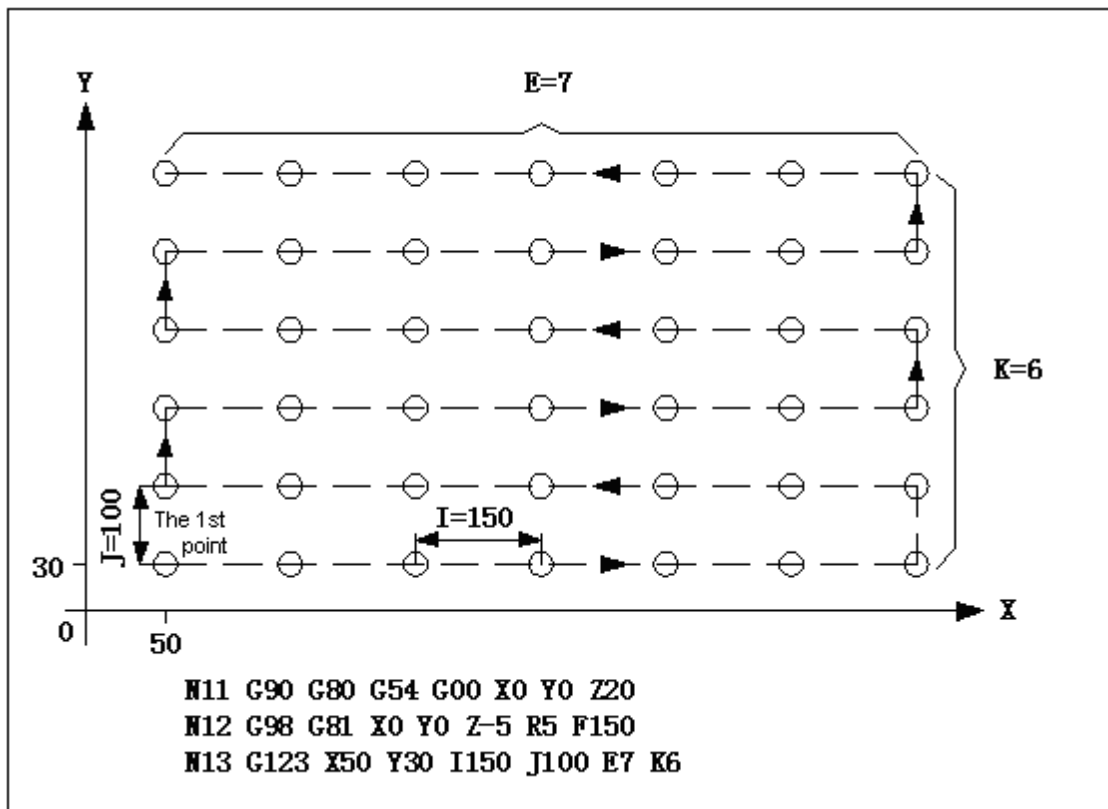 Y
E=7
K=6
J=100
The 1st
point
I=150
30
X
0
50
N11 G90 G80 G54 G00 X0 Y0 Z20
N12 G98 G81 X0 Y0 Z-5 R5 F150
N13 G123 X50 Y30 I150 J100 E7 K6